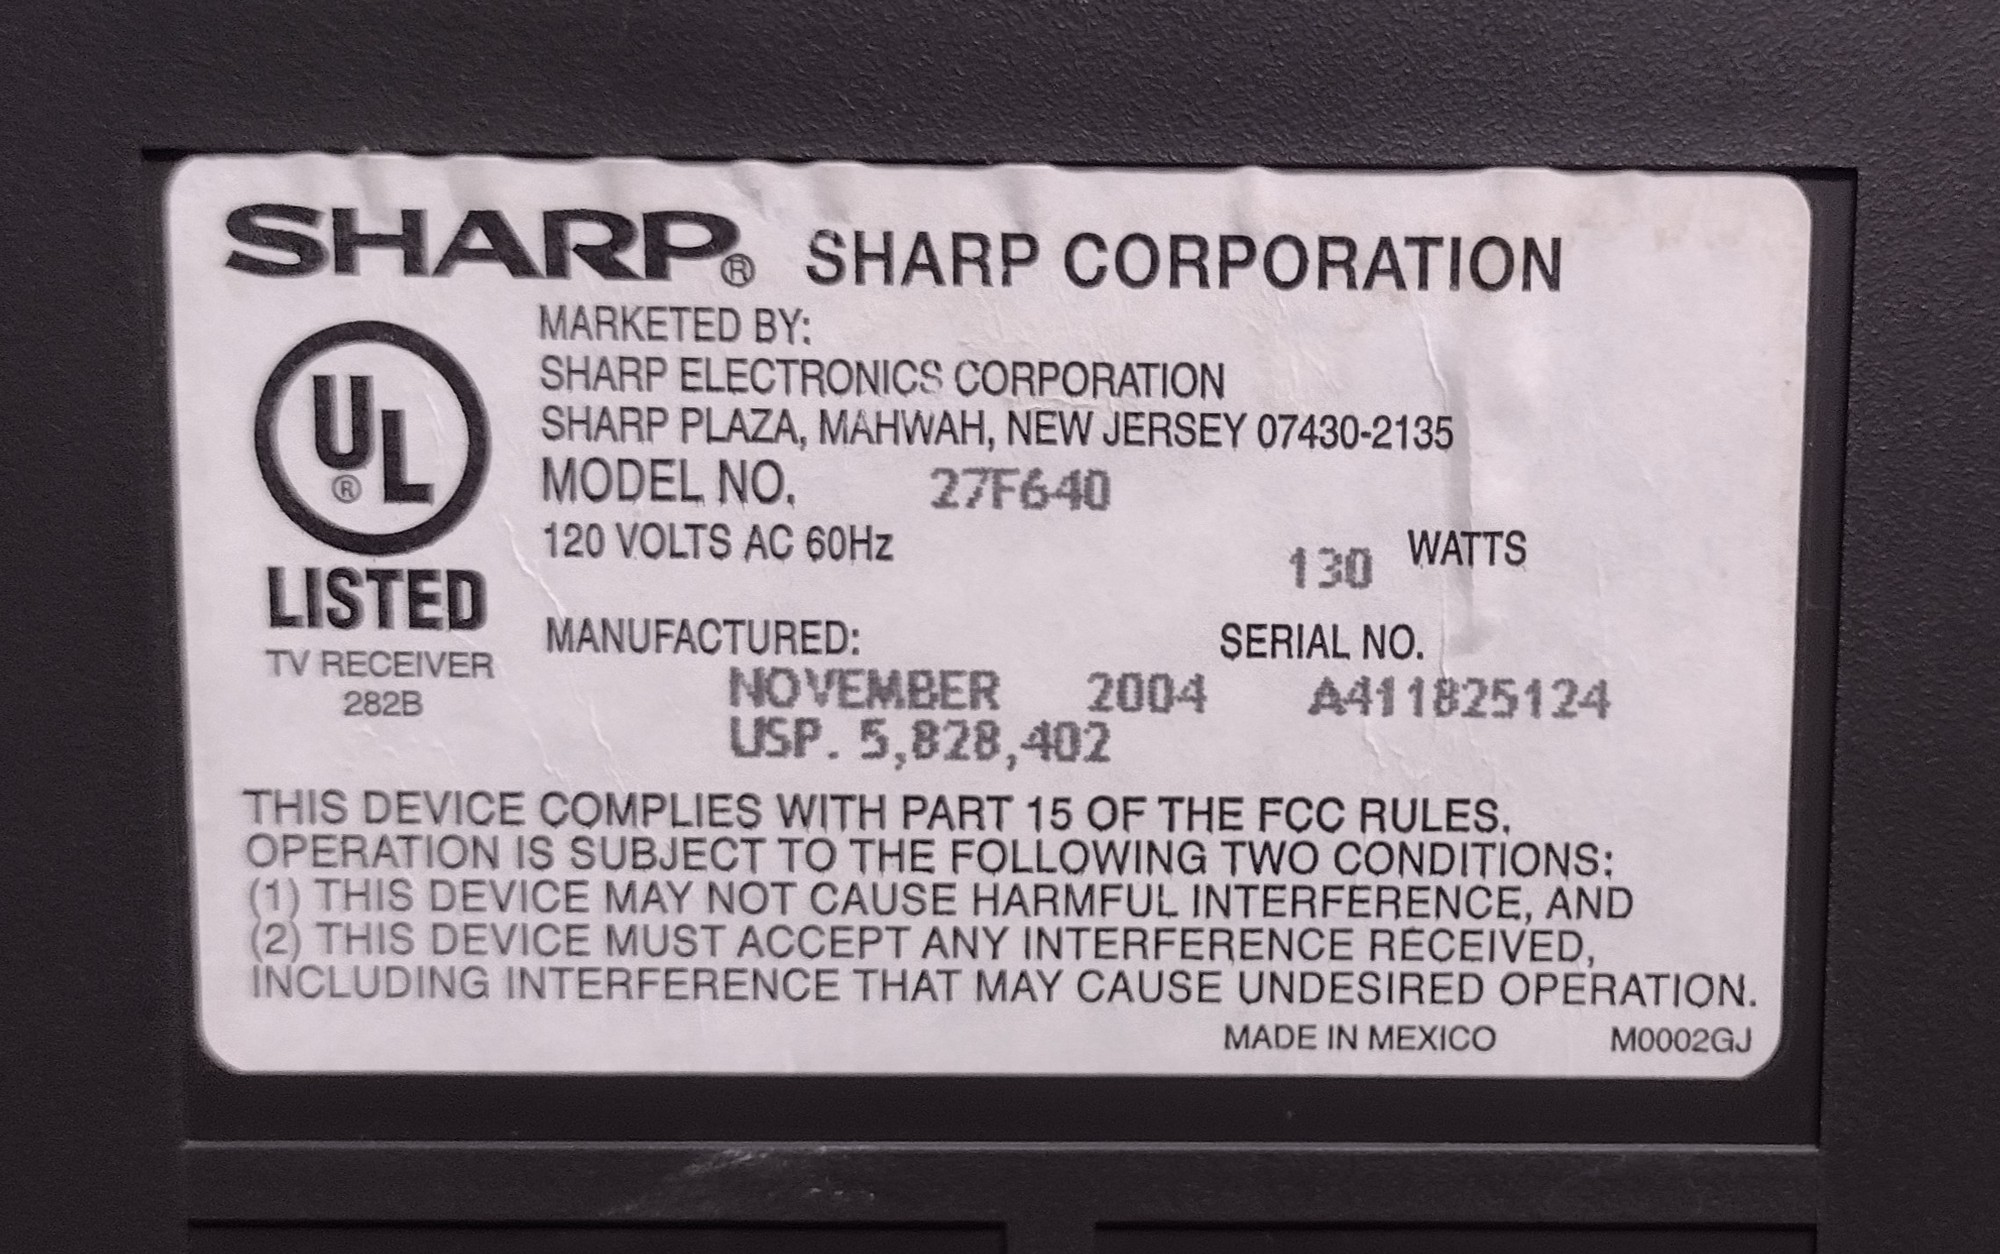 SHARP® SHARP CORPORATION
MARKETED BY:
SHARP ELECTRONICS CORPORATION
SHARP PLAZA, MAHWAH, NEW JERSEY 07430-2135
MODEL NO. 27F640
120 VOLTS AC 60Hz 130 WATTS
UL®
LISTED
TV RECEIVER
282B
MANUFACTURED: SERIAL NO.
NOVEMBER 2004 A411825124
USP. 5,828,402
THIS DEVICE COMPLIES WITH PART 15 OF THE FCC RULES.
OPERATION IS SUBJECT TO THE FOLLOWING TWO CONDITIONS:
(1) THIS DEVICE MAY NOT CAUSE HARMFUL INTERFERENCE, AND
(2) THIS DEVICE MUST ACCEPT ANY INTERFERENCE RECEIVED,
INCLUDING INTERFERENCE THAT MAY CAUSE UNDESIRED OPERATION.
MADE IN MEXICO M0002GJ